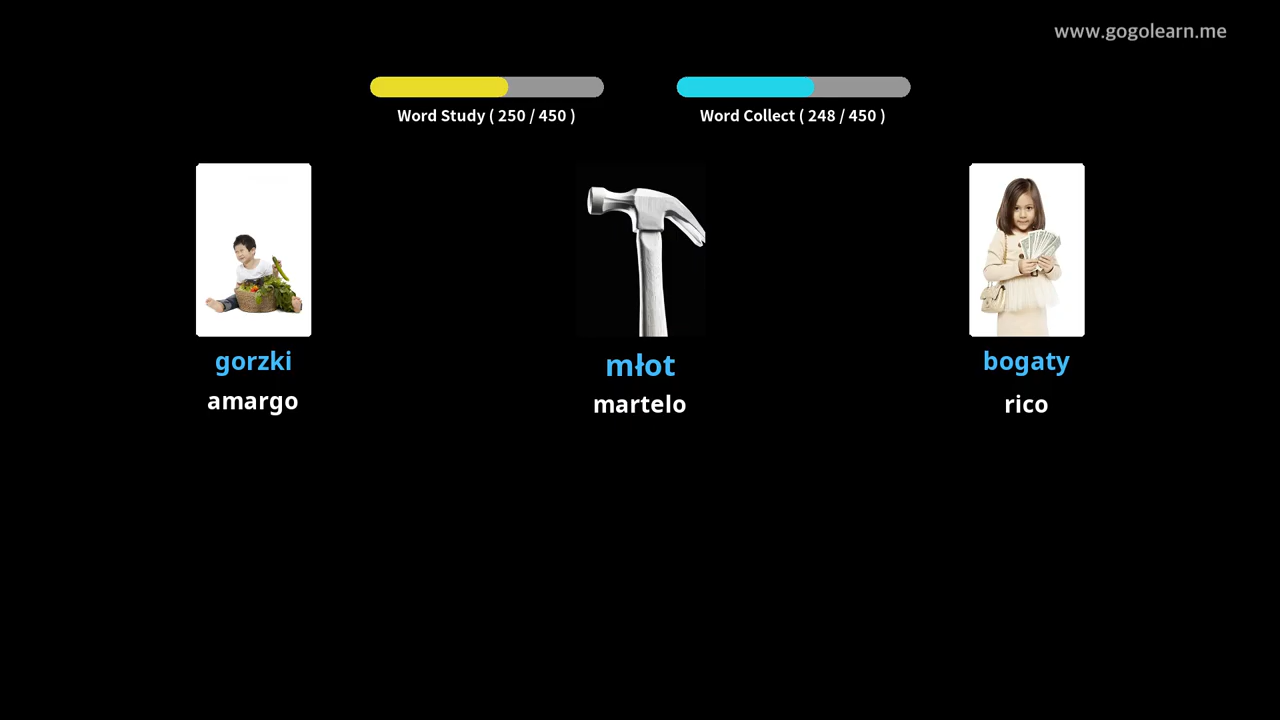 www.gogolearn.me
Word Study ( 250 / 450 )
Word Collect ( 248 / 450 )
gorzki
amargo
młot
martelo
bogaty
rico